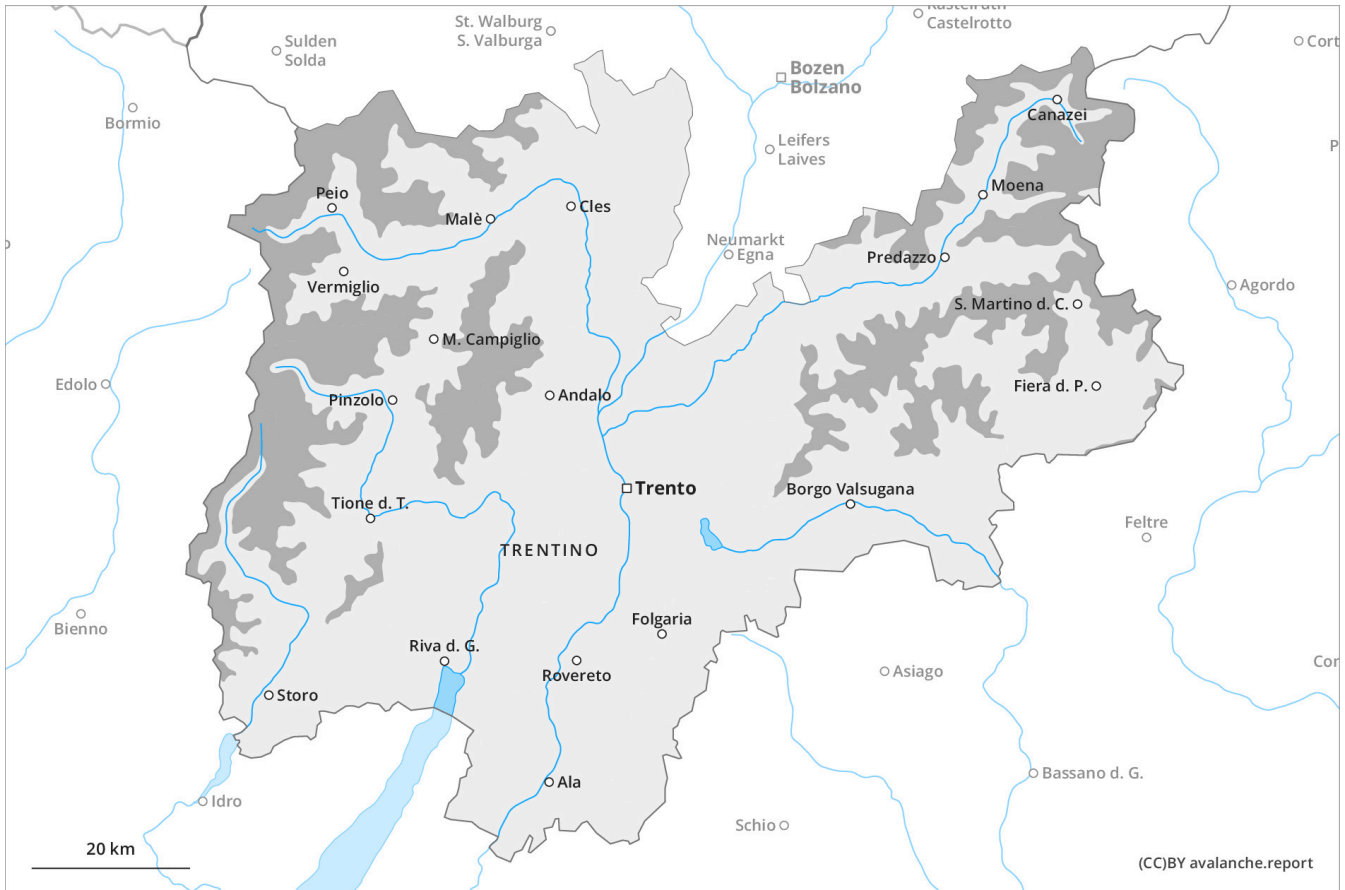 St. Walburg
S. Valburga
Kastelruth
Castelrotto
Sulden
Solda
Cort
Bozen
Bolzano
Bormio
Canazei
Leifers
Laives
P
Moena
Peio
Malè
Cles
Neumarkt
Egna
Predazzo
Vermiglio
Agordo
S. Martino d. C.
M. Campiglio
Edolo
Pinzolo
Andalo
Fiera d. P.
Trento
Borgo Valsugana
Tione d. T.
Feltre
TRENTINO
Bienno
Folgaria
Riva d. G.
Rovereto
Asiago
Cor
Storo
Ala
Bassano d. G.
Idro
Schio
20 km
(CC)BY avalanche.report